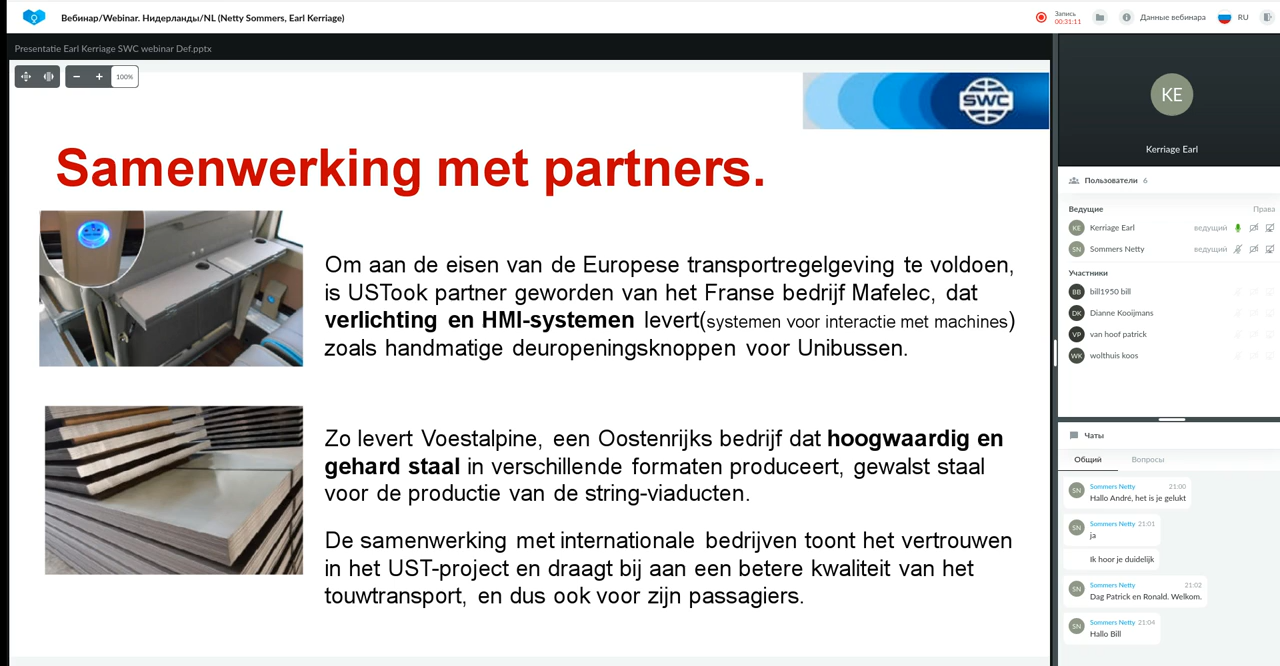 Вебинар/Webinar. Нидерланды/NL (Netty Sommers, Earl Kerriage)
Запись
00:31:11
Данные вебинара
RU
Presentatie Earl Kerriage SWC webinar Def.pptx
100%
SWC
Samenwerking met partners.
Om aan de eisen van de Europese transportregelgeving te voldoen,
is USTook partner geworden van het Franse bedrijf Mafelec, dat
verlichting en HMI-systemen levert(systemen voor interactie met machines)
zoals handmatige deuropeningsknoppen voor Unibussen.
Zo levert Voestalpine, een Oostenrijks bedrijf dat hoogwaardig en
gehard staal in verschillende formaten produceert, gewalst staal
voor de productie van de string-viaducten.
De samenwerking met internationale bedrijven toont het vertrouwen
in het UST-project en draagt bij aan een betere kwaliteit van het
touwtransport, en dus ook voor zijn passagiers.
KE
Kerriage Earl
Пользователи 6
Ведущие Права
KE Kerriage Earl ведущий
SN Sommers Netty ведущий
Участники
BB bill1950 bill
DK Dianne Kooijmans
VP van hoof patrick
WK wolthuis koos
Чаты
Общий Вопросы
SN Sommers Netty 21:00
Hallo André, het is je gelukt
SN Sommers Netty 21:01
ja
Ik hoor je duidelijk
SN Sommers Netty 21:02
Dag Patrick en Ronald. Welkom.
SN Sommers Netty 21:04
Hallo Bill